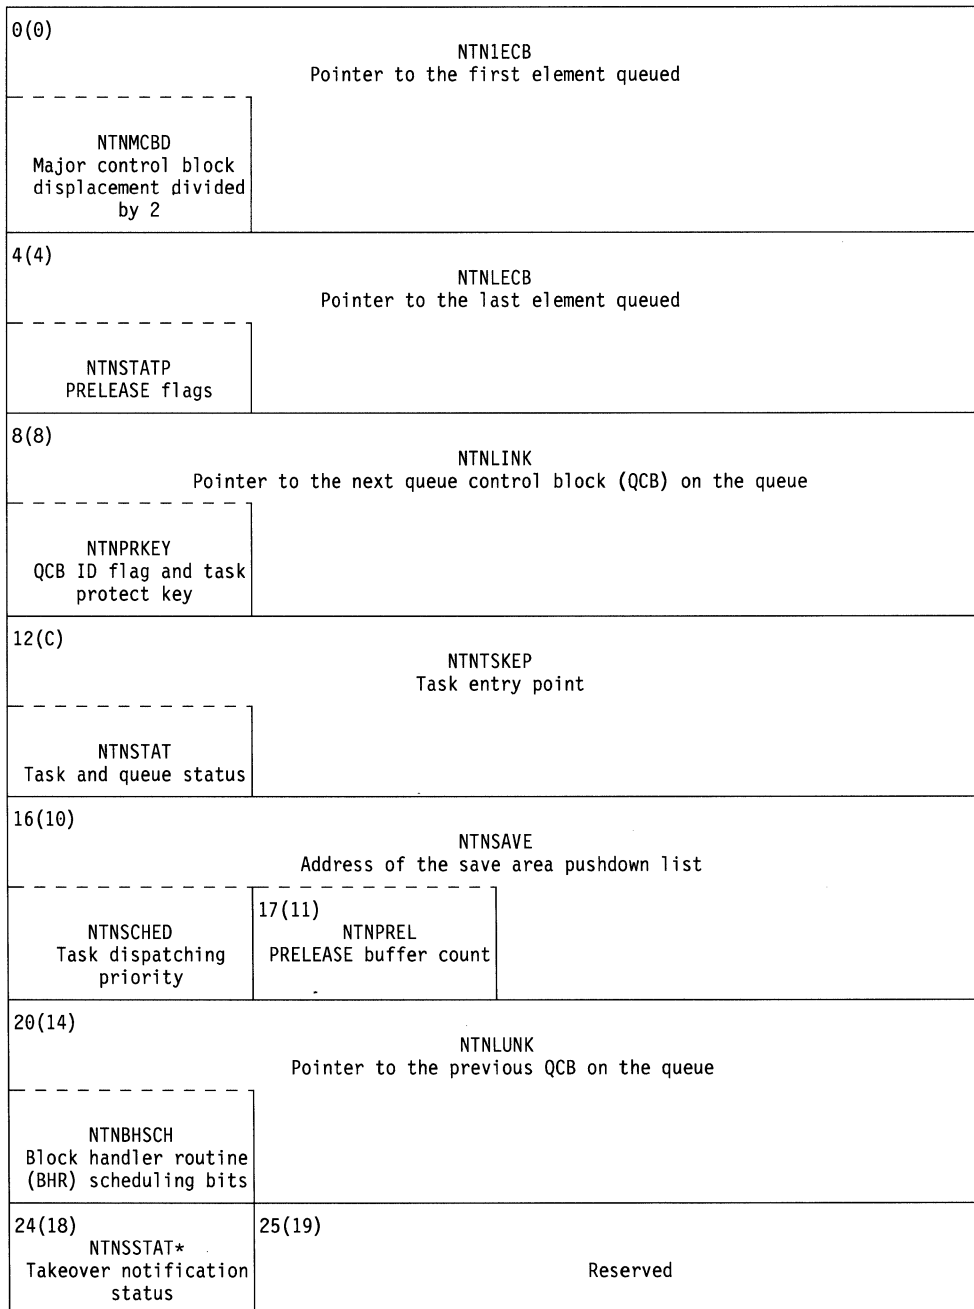 0(0)
NTN1ECB
Pointer to the first element queued
NTNMCBD
Major control block
displacement divided
by 2
4(4)
NTNLECB
Pointer to the last element queued
NTNSTATP
PRELEASE flags
8(8)
NTNLINK
Pointer to the next queue control block (QCB) on the queue
NTNPRKEY
QCB ID flag and task
protect key
12(C)
NTNTSKEP
Task entry point
NTNSTAT
Task and queue status
16(10)
NTNSAVE
Address of the save area pushdown list
17(11)
NTNSCHED NTNPREL
Task dispatching PRELEASE buffer count
priority
20(14)
NTNLUNK
Pointer to the previous QCB on the queue
NTNBHSCH
Block handler routine
(BHR) scheduling bits
24(18) 25(19)
NTNSSTAT*
Takeover notification Reserved
status